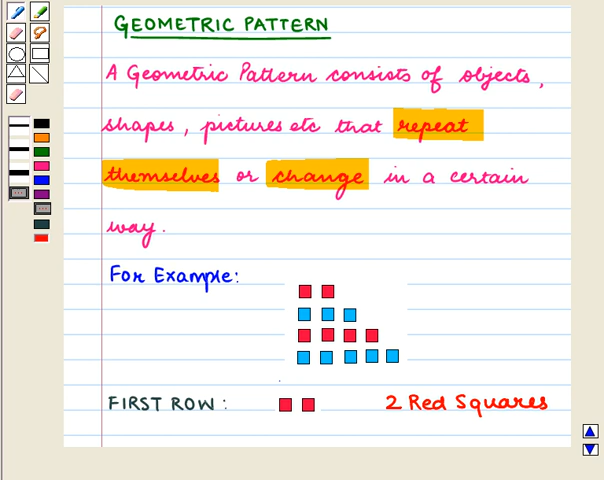 GEOMETRIC PATTERN
A Geometric Pattern consists of objects,
shapes, pictures etc that repeat
themselves or change in a certain
way.
For Example:
FIRST ROW: 2 Red Squares